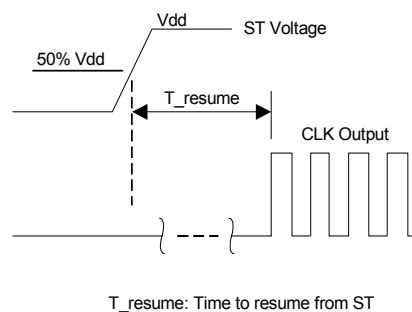 Vdd
ST Voltage
50% Vdd
T_resume
CLK Output
T_resume: Time to resume from ST